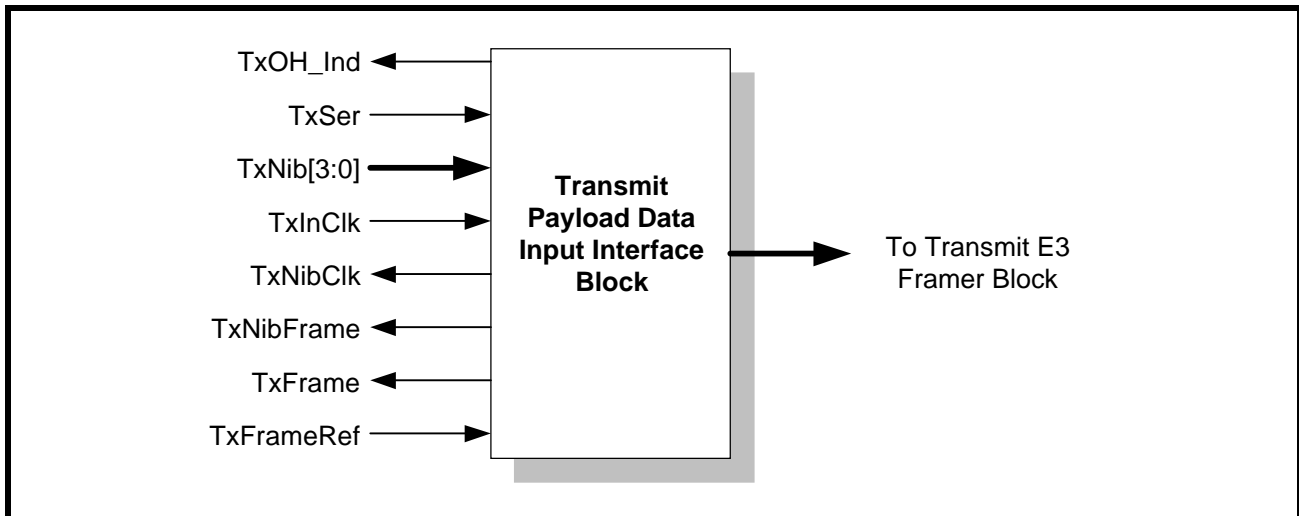 TxOH_Ind
TxSer
TxNib[3:0]
TxInClk
TxNibClk
TxNibFrame
TxFrame
TxFrameRef
Transmit
Payload Data
Input Interface
Block
To Transmit E3
Framer Block